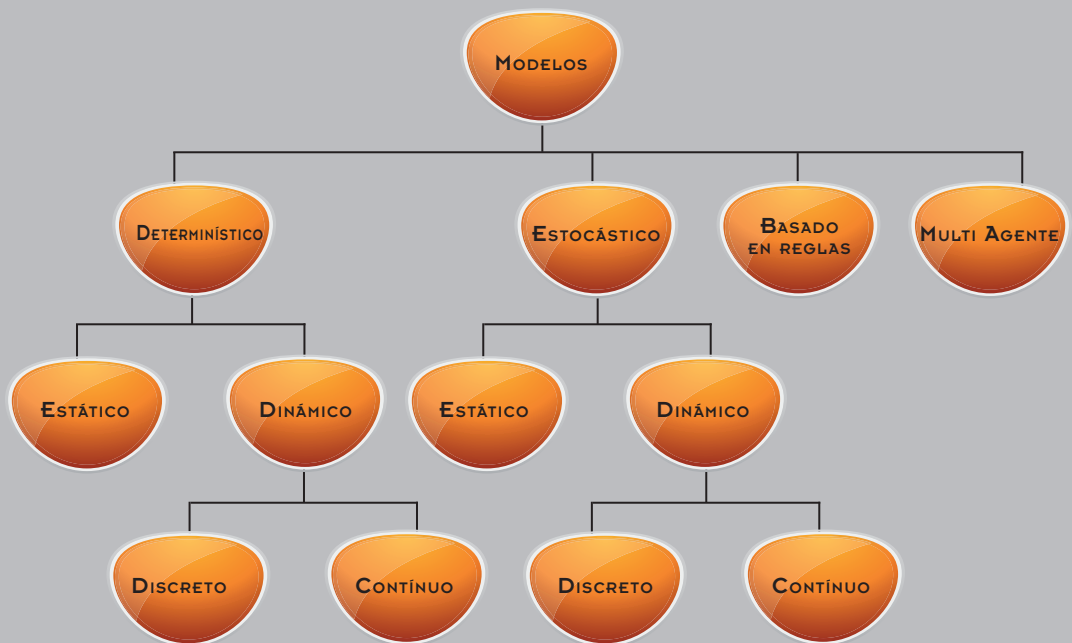 Modelos
Determinístico
Estocástico
Basado
en reglas
Multi Agente
Estático
Dinámico
Estático
Dinámico
Discreto
Contínuo
Discreto
Contínuo